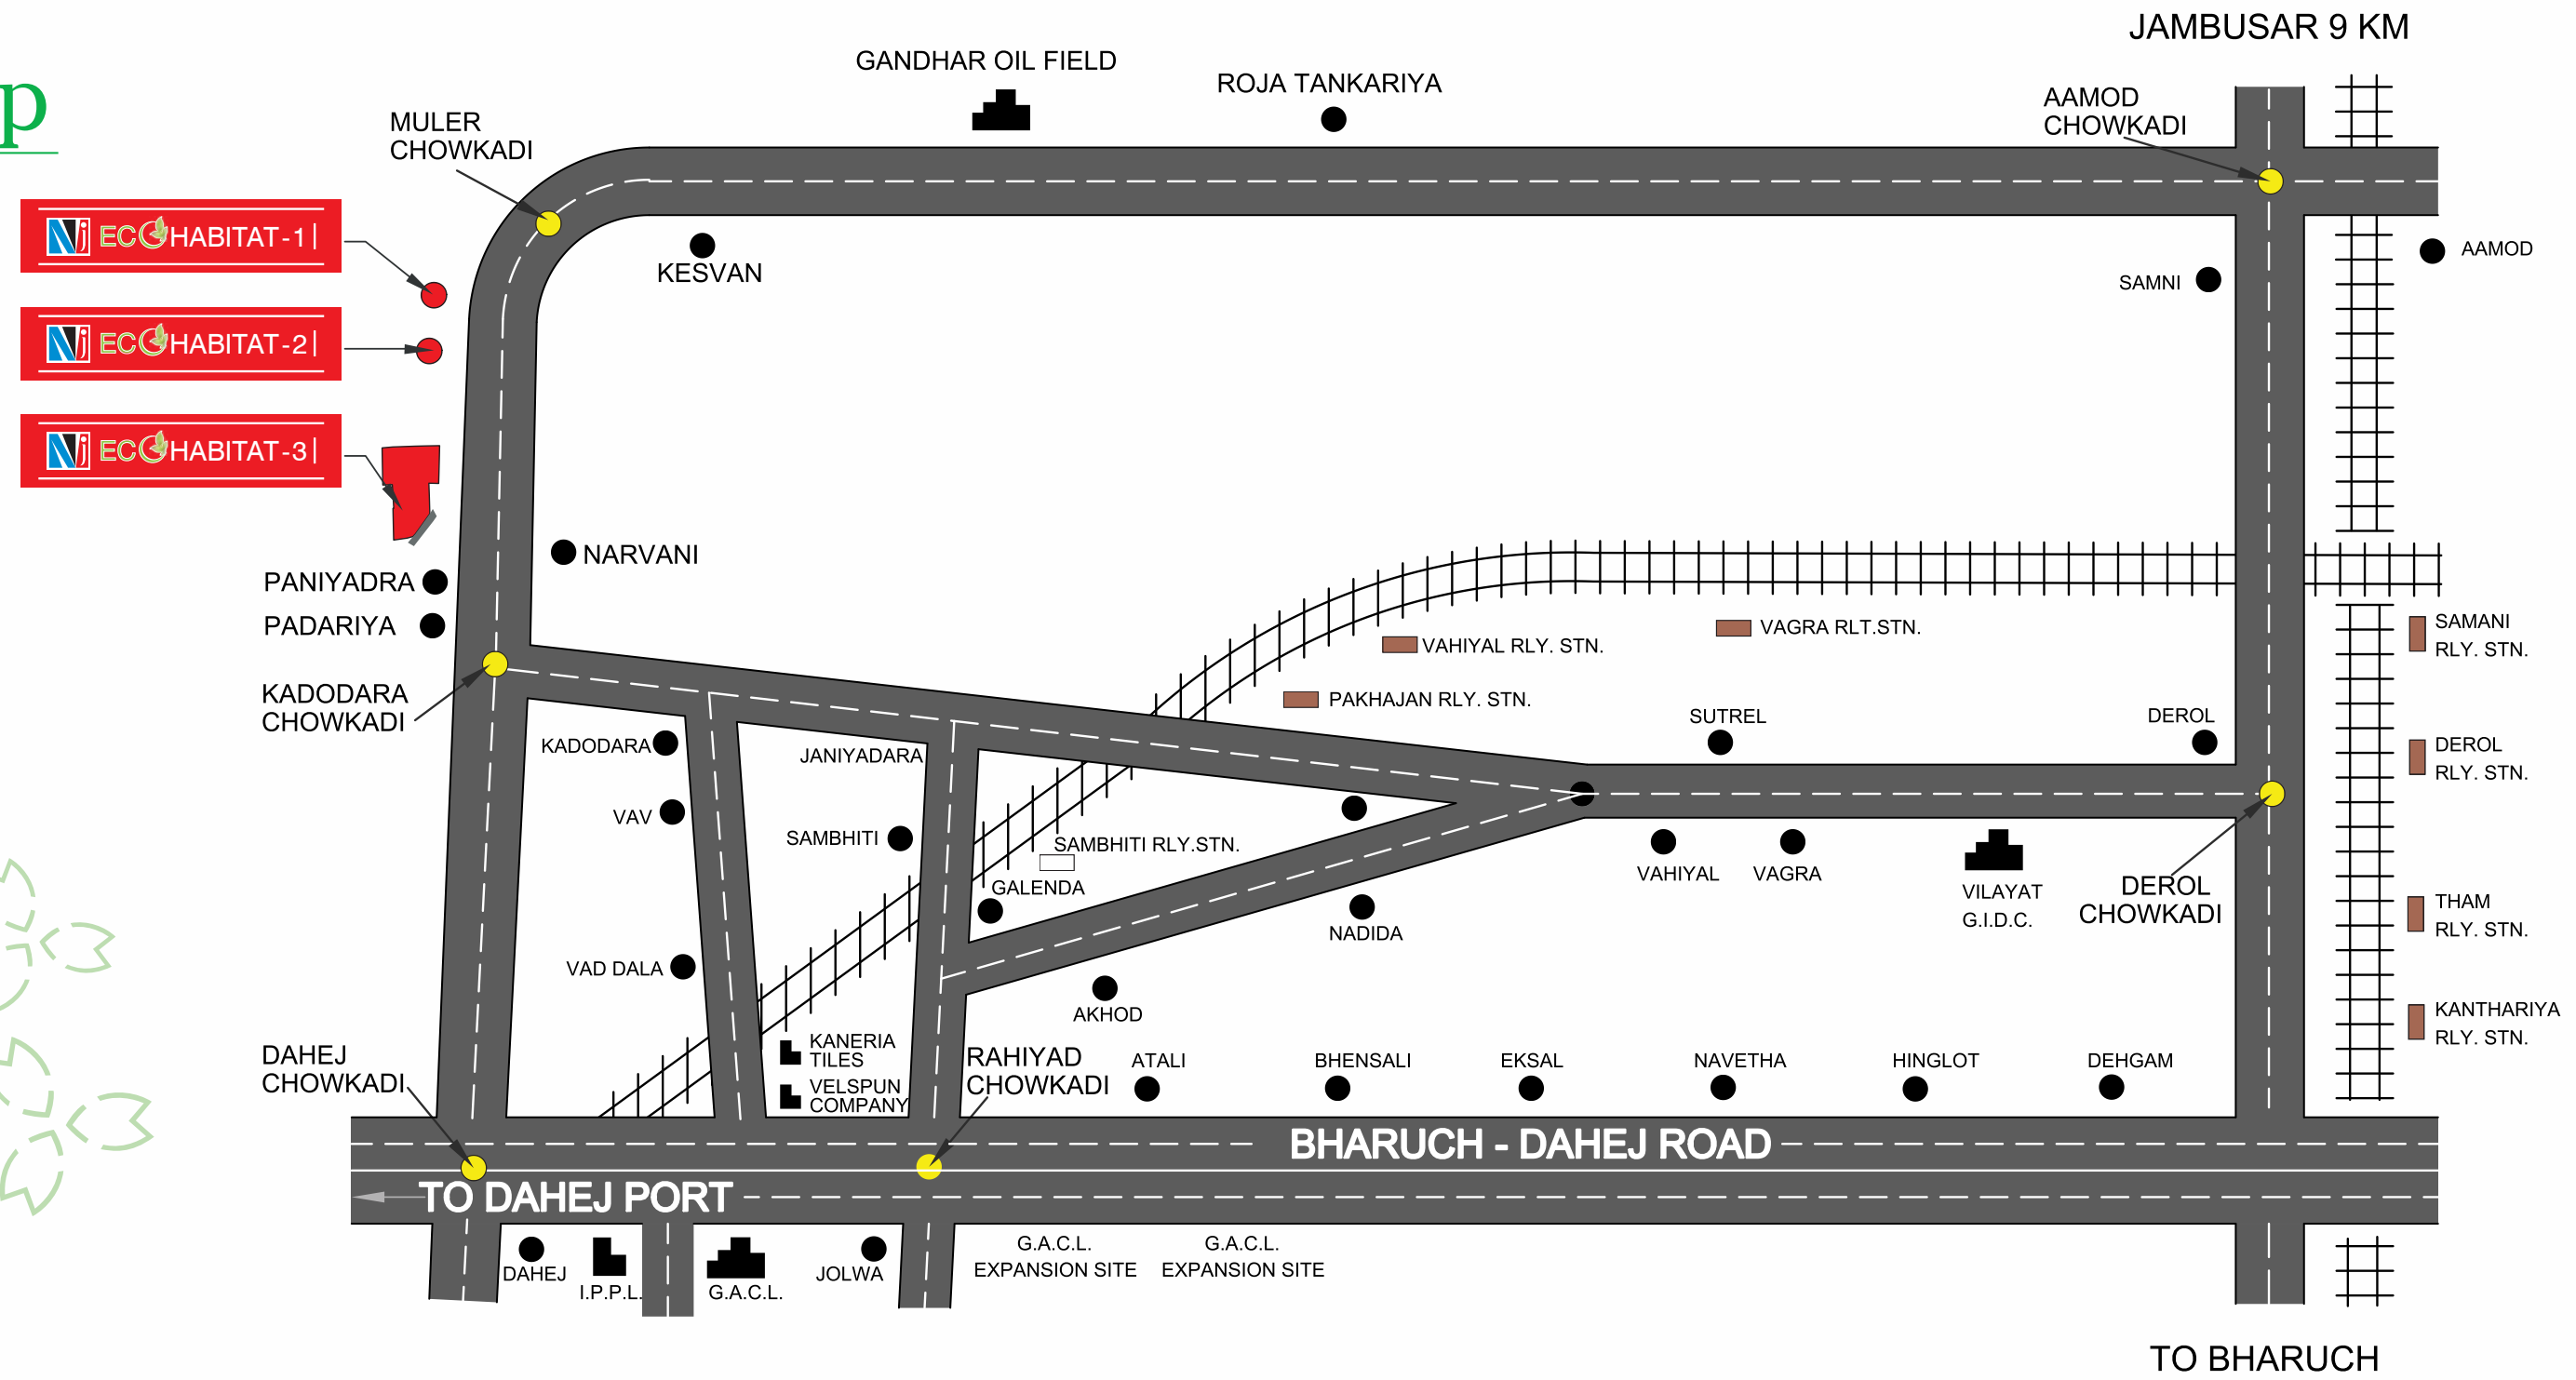 JAMBUSAR 9 KM
GANDHAR OIL FIELD
ROJA TANKARIYA
p
AAMOD
CHOWKADI
MULER
CHOWKADI
Nj ECOHABITAT-1
KESVAN
AAMOD
SAMNI
Nj ECOHABITAT-2
Nj ECOHABITAT-3
NARVANI
PANIYADRA
PADARIYA
VAHIYAL RLY. STN.
VAGRA RLT.STN.
SAMANI
RLY. STN.
PAKHAJAN RLY. STN.
KADODARA
CHOWKADI
SUTREL
DEROL
KADODARA
JANIYADARA
DEROL
RLY. STN.
VAV
SAMBHITI
SAMBHITI RLY.STN.
GALENDA
VAHIYAL
VAGRA
VILAYAT
G.I.D.C.
DEROL
CHOWKADI
THAM
RLY. STN.
NADIDA
VAD DALA
AKHOD
KANTHARIYA
RLY. STN.
KANERIA
TILES
VELSPUN
COMPANY
DAHEJ
CHOWKADI
RAHIYAD
CHOWKADI
ATALI
BHENSALI
EKSAL
NAVETHA
HINGLOT
DEHGAM
BHARUCH - DAHEJ ROAD
TO DAHEJ PORT
DAHEJ
I.P.P.L.
G.A.C.L.
JOLWA
G.A.C.L.
EXPANSION SITE
G.A.C.L.
EXPANSION SITE
TO BHARUCH